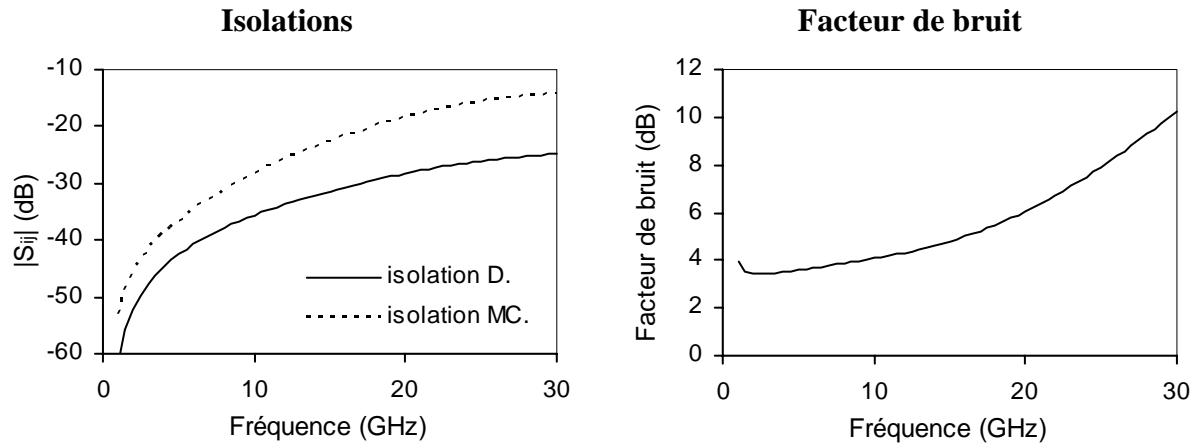 Isolations
-10
-20
-30
-40
-50
-60
|Sij| (dB)
isolation D.
isolation MC.
0 10 20 30
Fréquence (GHz)
Facteur de bruit
12
10
8
6
4
2
0
Facteur de bruit (dB)
0 10 20 30
Fréquence (GHz)